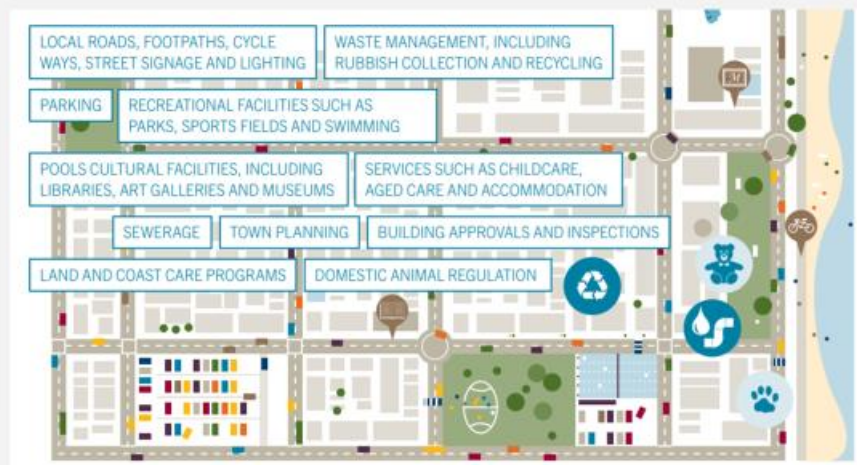 LOCAL ROADS, FOOTPATHS, CYCLE
WAYS, STREET SIGNAGE AND LIGHTING
WASTE MANAGEMENT, INCLUDING
RUBBISH COLLECTION AND RECYCLING
PARKING
RECREATIONAL FACILITIES SUCH AS
PARKS, SPORTS FIELDS AND SWIMMING
POOLS CULTURAL FACILITIES, INCLUDING
LIBRARIES, ART GALLERIES AND MUSEUMS
SERVICES SUCH AS CHILDCARE,
AGED CARE AND ACCOMMODATION
SEWERAGE
TOWN PLANNING
BUILDING APPROVALS AND INSPECTIONS
LAND AND COAST CARE PROGRAMS
DOMESTIC ANIMAL REGULATION